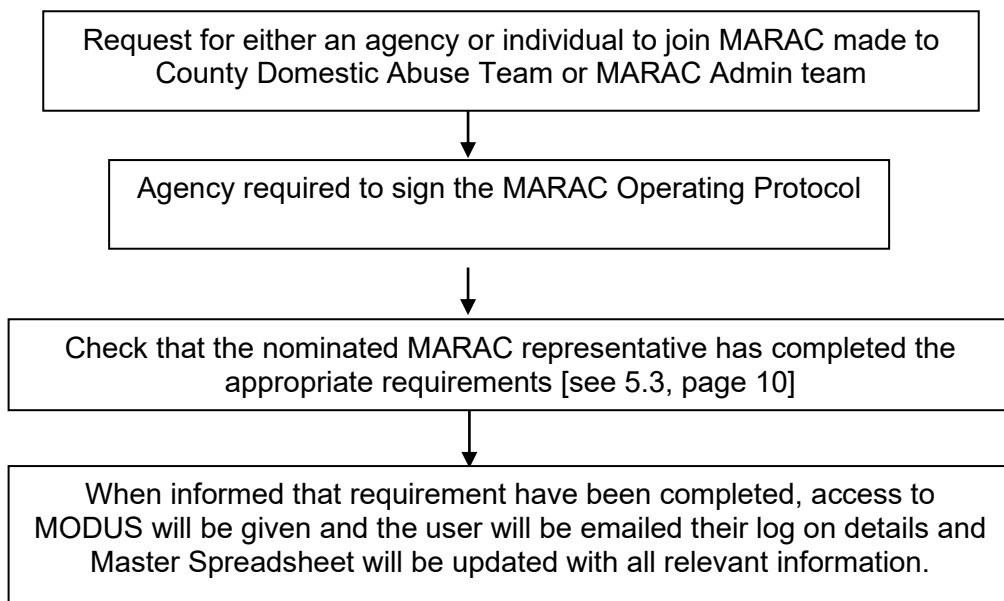 Request for either an agency or individual to join MARAC made to
County Domestic Abuse Team or MARAC Admin team
Agency required to sign the MARAC Operating Protocol
Check that the nominated MARAC representative has completed the
appropriate requirements [see 5.3, page 10]
When informed that requirement have been completed, access to
MODUS will be given and the user will be emailed their log on details and
Master Spreadsheet will be updated with all relevant information.